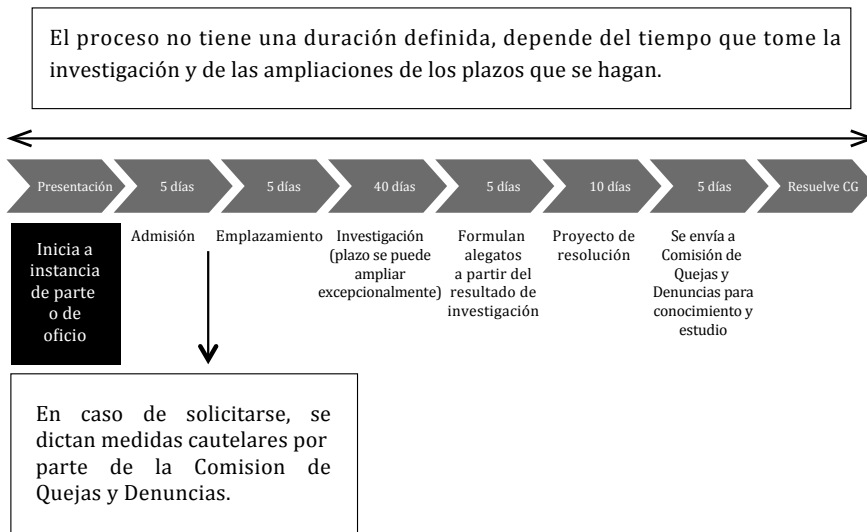 El proceso no tiene una duración definida, depende del tiempo que tome la
investigación y de las ampliaciones de los plazos que se hagan.
Presentación
5 días
5 días
40 días
5 días
10 días
5 días
Resuelve CG
Inicia a
instancia
de parte
o de
oficio
Admisión
Emplazamiento
Investigación
(plazo se puede
ampliar
excepcionalmente)
Formulan
alegatos
a partir del
resultado de
investigación
Proyecto de
resolución
Se envía a
Comisión de
Quejas y
Denuncias para
conocimiento y
estudio
En caso de solicitarse, se
dictan medidas cautelares por
parte de la Comision de
Quejas y Denuncias.